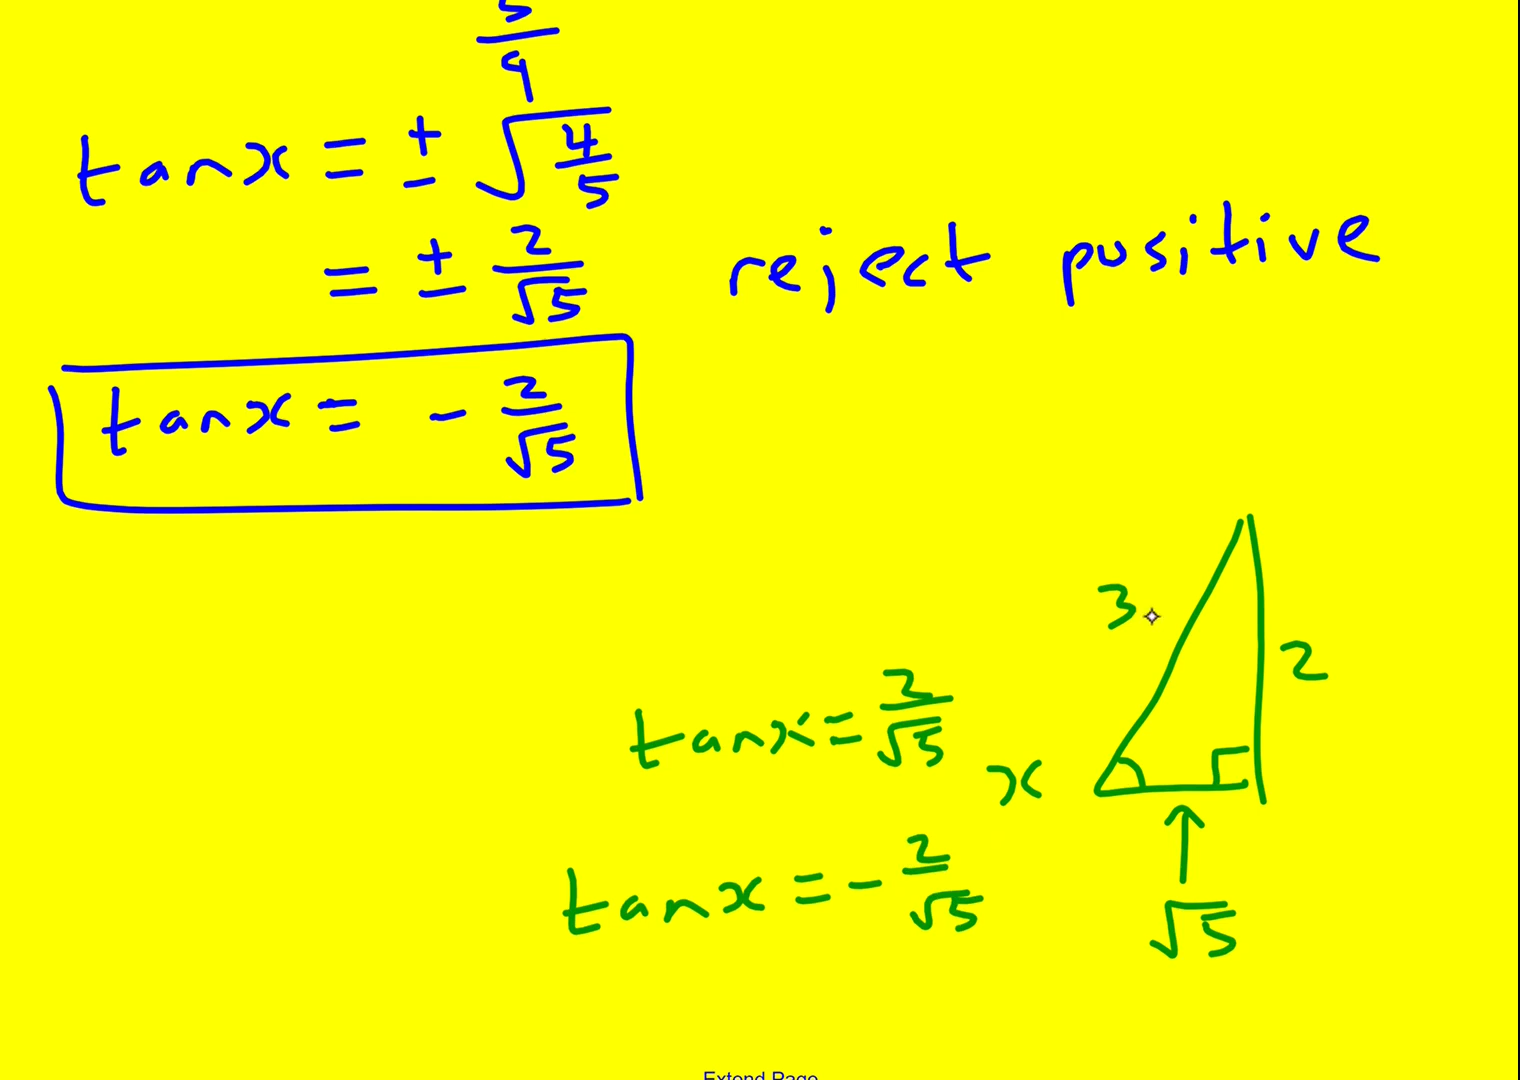 5/9
tanx = ± √(4/5)
= ± 2/√5 reject positive
tanx = - 2/√5
3
2
tanx = 2/√5
x
tanx = - 2/√5
√5
Extend Page